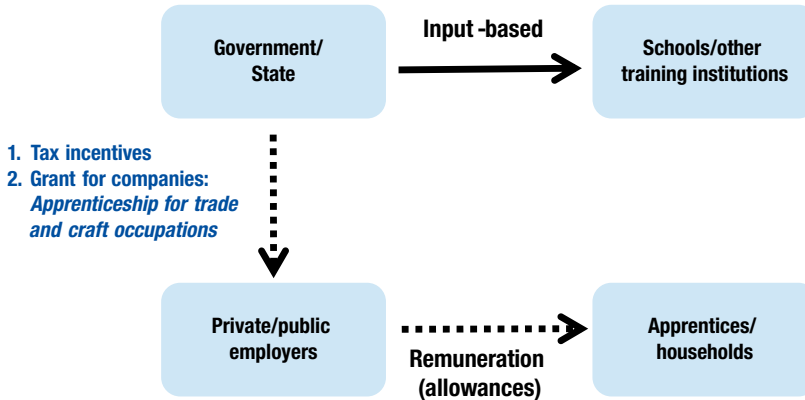 Government/
State
Input -based
Schools/other
training institutions
1. Tax incentives
2. Grant for companies:
Apprenticeship for trade
and craft occupations
Private/public
employers
Remuneration
(allowances)
Apprentices/
households